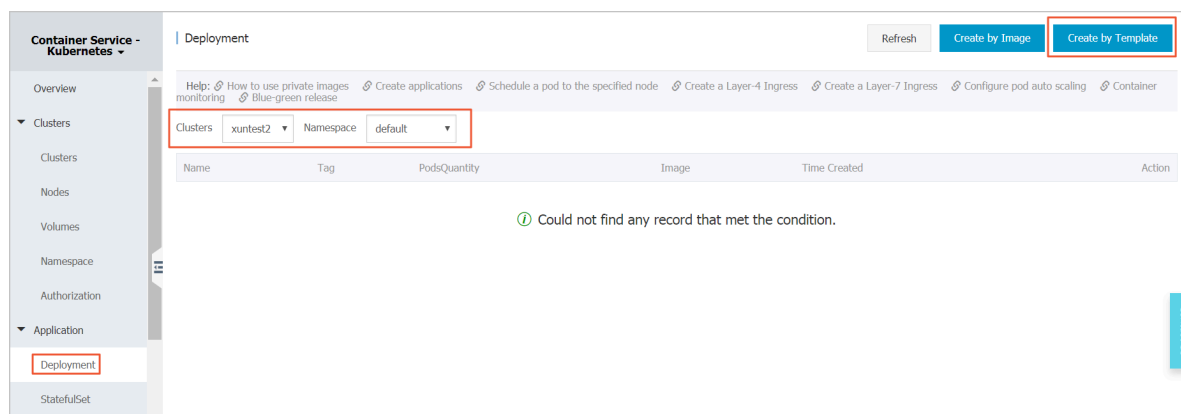 Container Service -
Kubernetes
Overview
Clusters
Clusters
Nodes
Volumes
Namespace
Authorization
Application
Deployment
StatefulSet
Deployment
Refresh
Create by Image
Create by Template
Help: How to use private images Create applications Schedule a pod to the specified node Create a Layer-4 Ingress Create a Layer-7 Ingress Configure pod auto scaling Container
monitoring Blue-green release
Clusters xuntest2 Namespace default
Name Tag PodsQuantity Image Time Created Action
Could not find any record that met the condition.